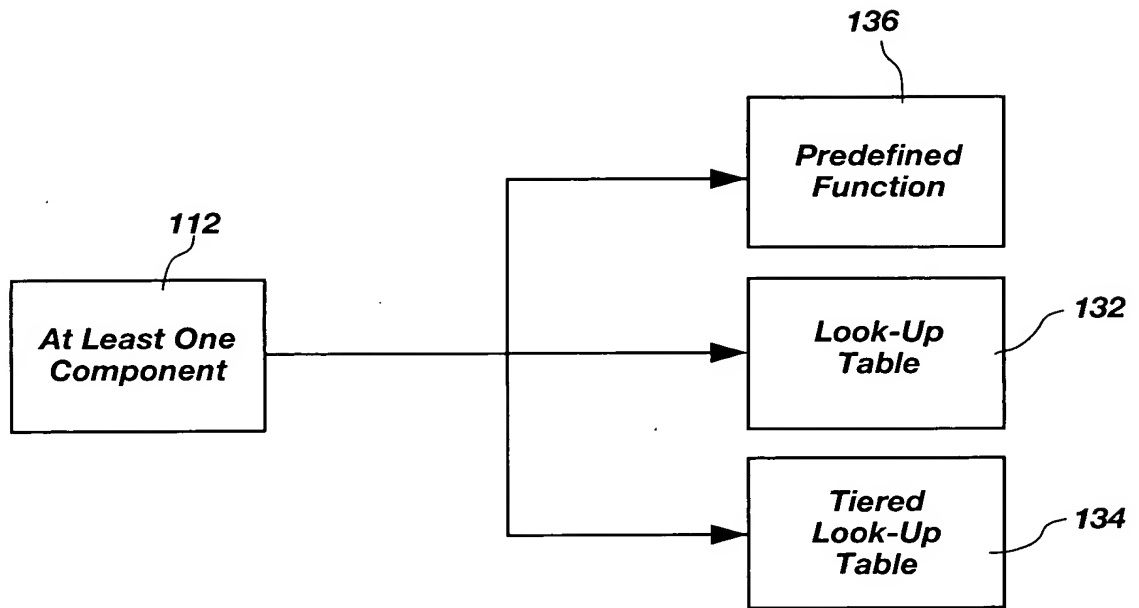 136
Predefined
Function
112
At Least One
Component
132
Look-Up
Table
Tiered
Look-Up
Table
134